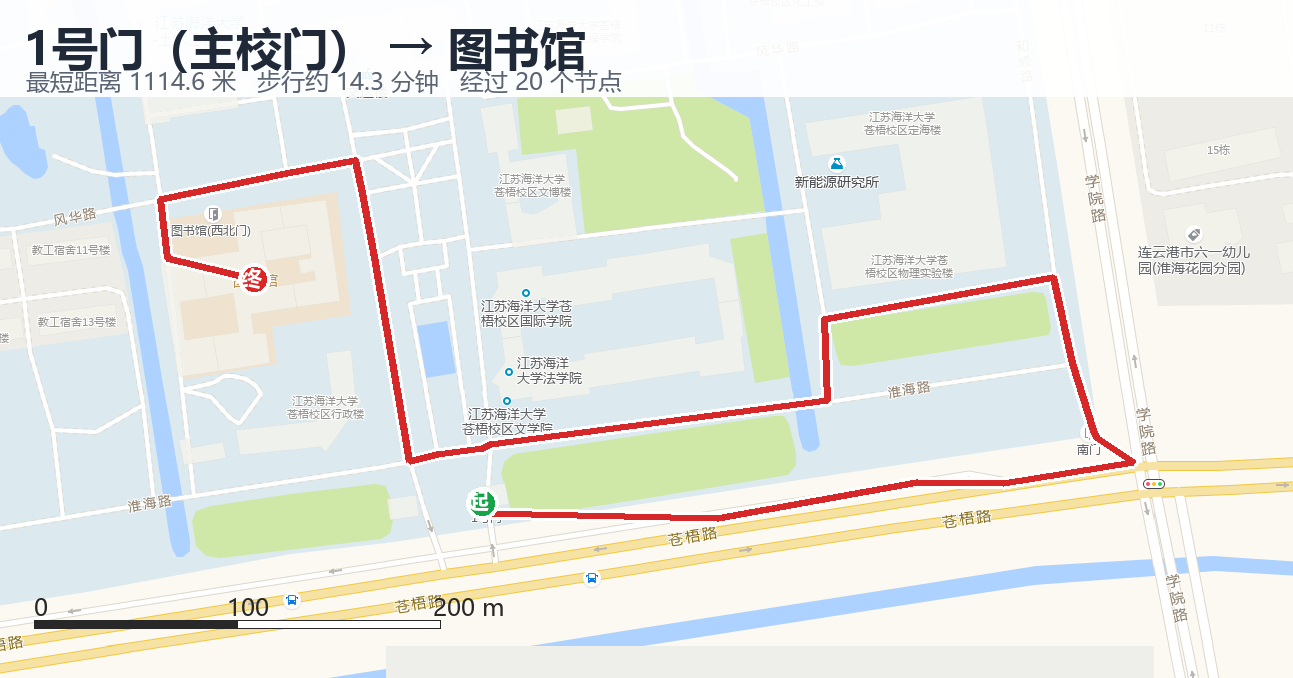 1号门（主校门） → 图书馆
最短距离 1114.6 米 步行约 14.3 分钟 经过 20 个节点
江苏海洋大学
苍梧校区定海楼
15栋
新能源研究所
江苏海洋大学
苍梧校区文博楼
学院路
风华路
图书馆(西北门)
教工宿舍11号楼
连云港市六一幼儿
园(淮海花园分园)
江苏海洋大学苍
梧校区物理实验楼
终
江苏海洋大学苍
梧校区国际学院
教工宿舍13号楼
楼
江苏海洋
大学法学院
淮海路
江苏海洋大学
苍梧校区行政楼
江苏海洋大学
苍梧校区文学院
学院路
南门
淮海路
起
苍梧路
苍梧路
学院路
苍梧路
0 100 200 m
梧路